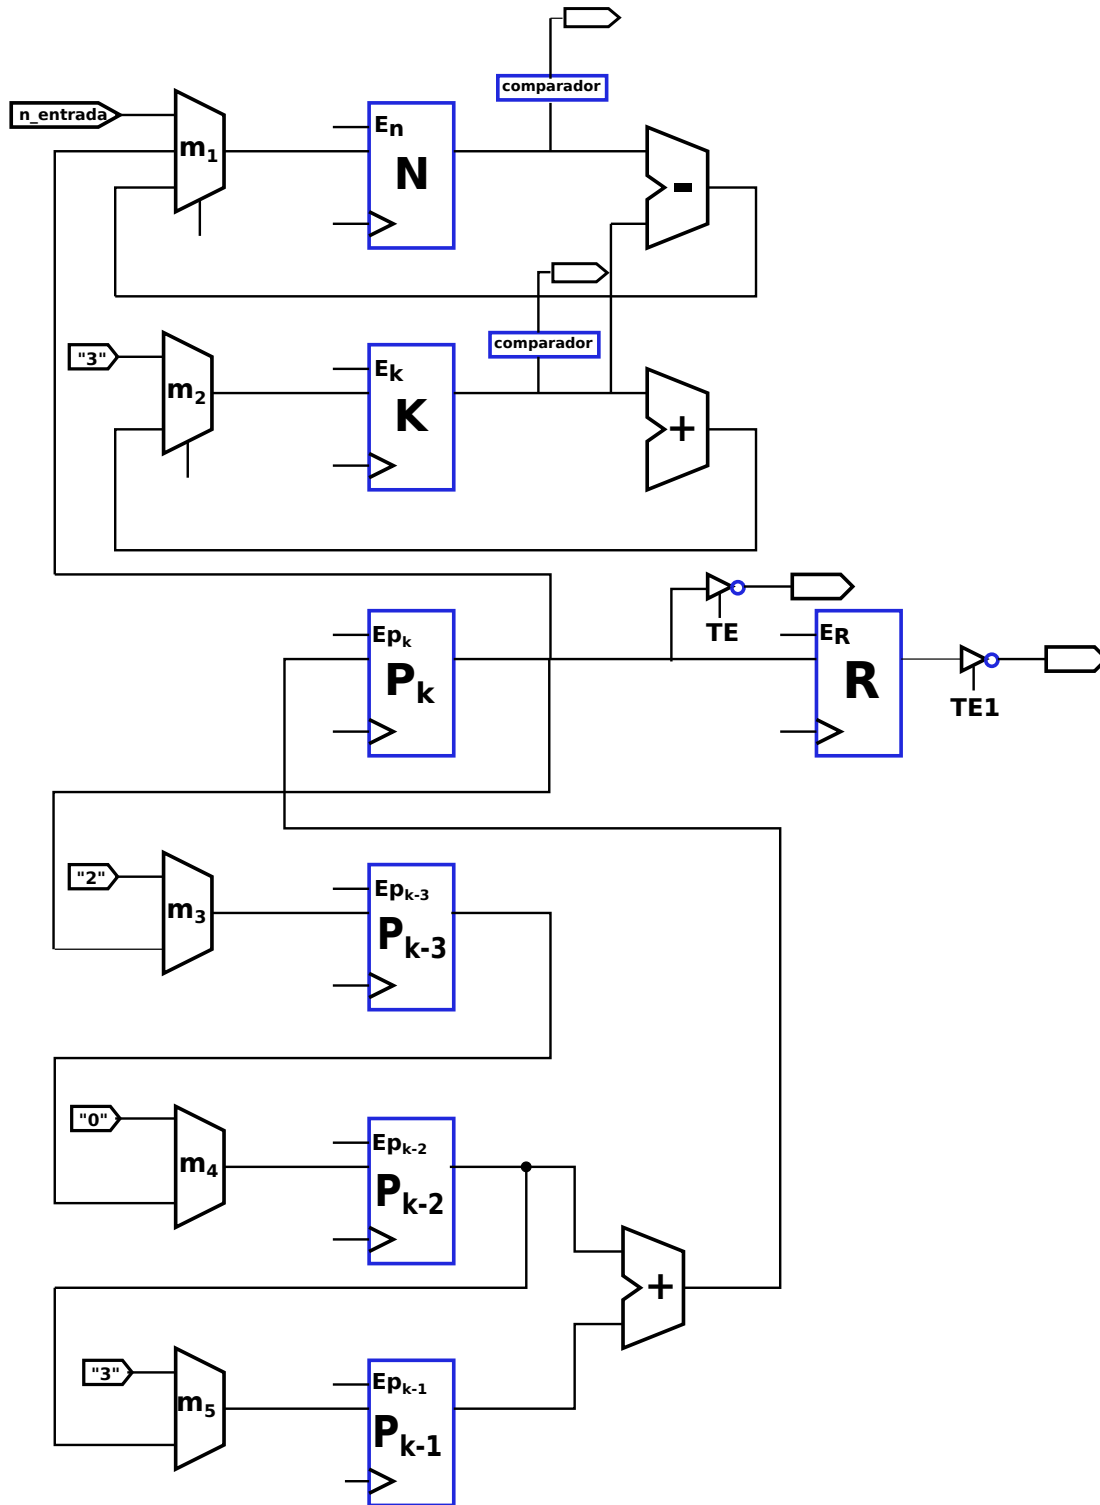 comparador
n_entrada
m1
En
N
-
comparador
"3"
m2
Ek
K
+
TE
Epk
Pk
ER
R
TE1
"2"
m3
Epk-3
Pk-3
"0"
m4
Epk-2
Pk-2
+
"3"
m5
Epk-1
Pk-1